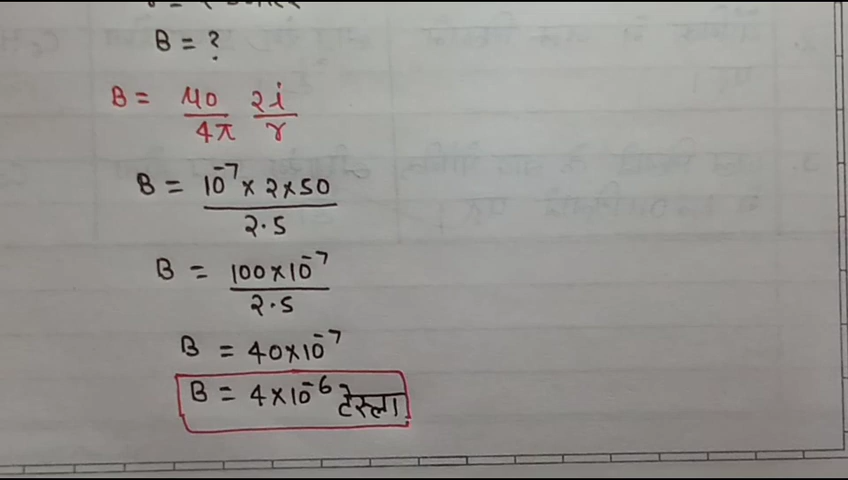 B = ?
B = μ0/4π 2i/r
B = 10⁻⁷ × 2 × 50 / 2.5
B = 100 × 10⁻⁷ / 2.5
B = 40 × 10⁻⁷
B = 4 × 10⁻⁶ टेस्ला